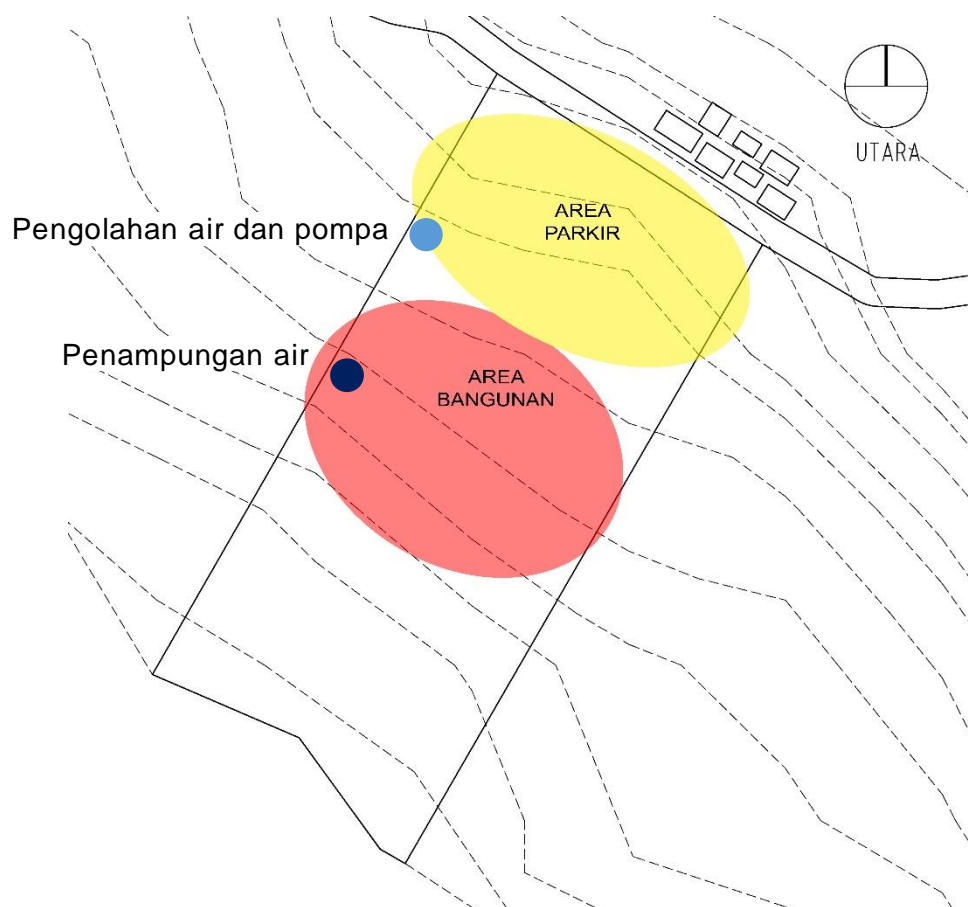 UTARA
AREA
PARKIR
Pengolahan air dan pompa
Penampungan air
AREA
BANGUNAN